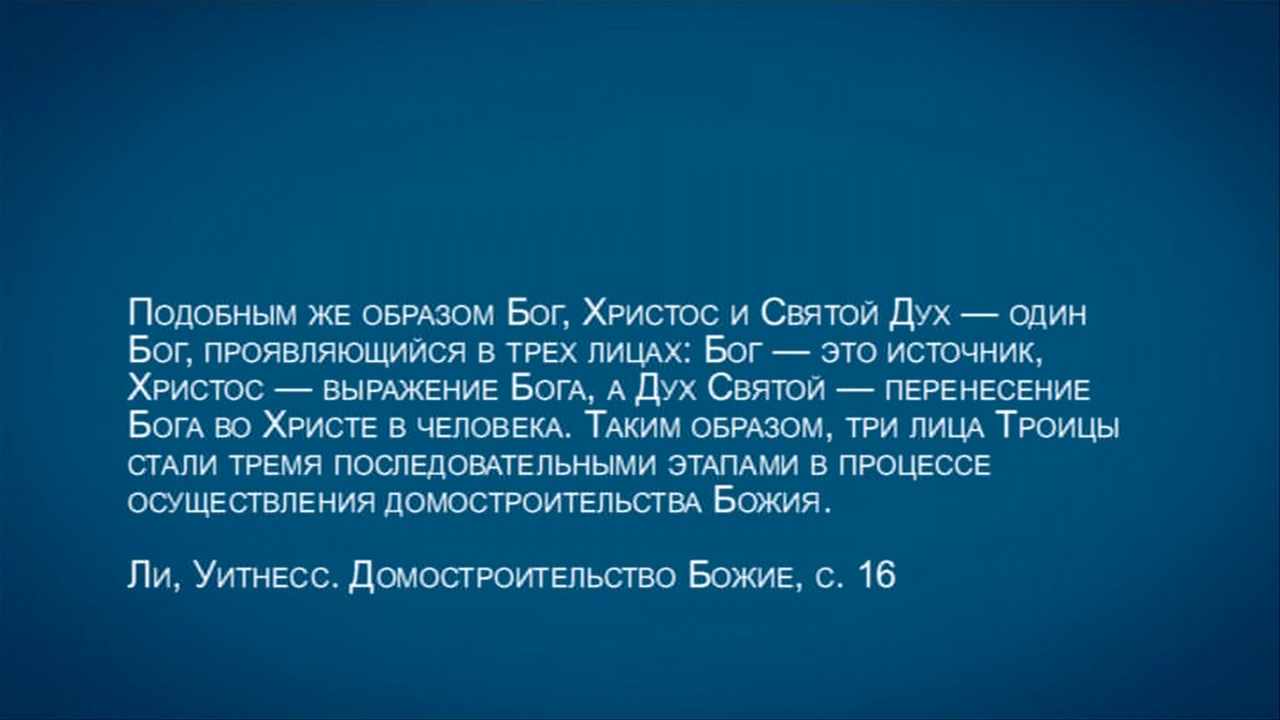 Подобным же образом Бог, Христос и Святой Дух — один
Бог, проявляющийся в трех лицах: Бог — это источник,
Христос — выражение Бога, а Дух Святой — перенесение
Бога во Христе в человека. Таким образом, три лица Троицы
стали тремя последовательными этапами в процессе
осуществления домостроительства Божия.
Ли, Уитнесс. Домостроительство Божие, с. 16